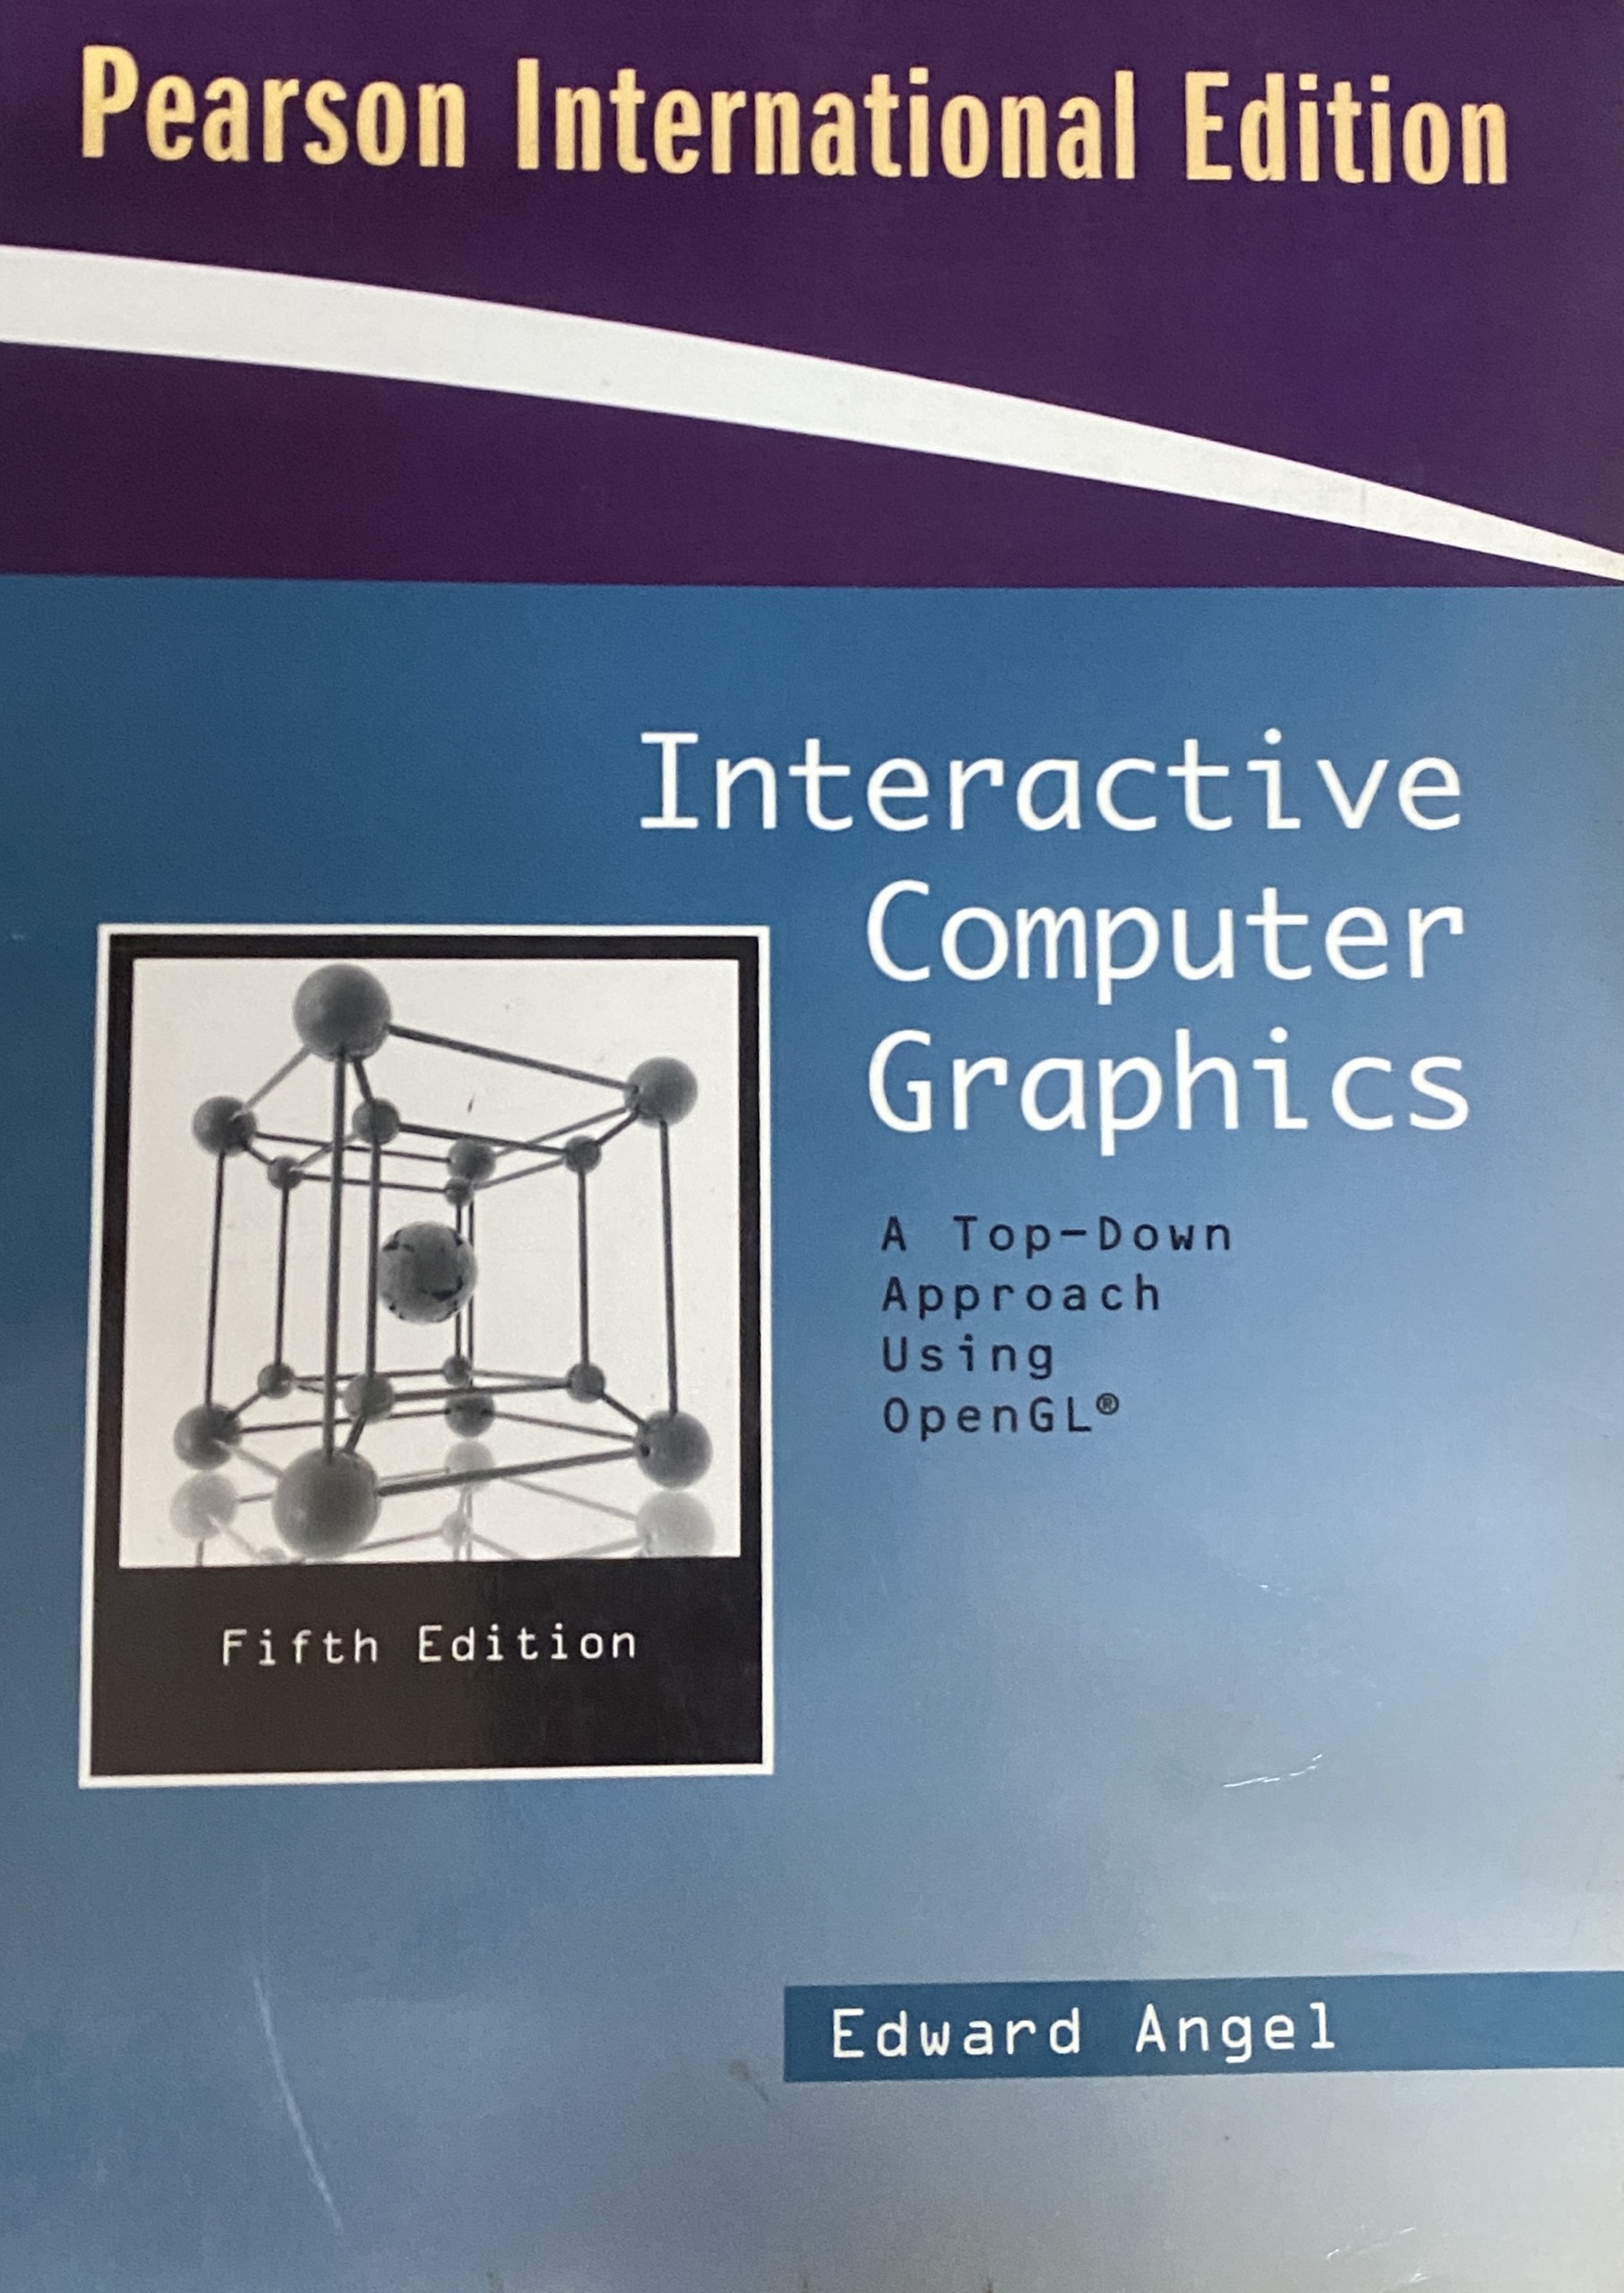 Pearson International Edition
Interactive
Computer
Graphics
A Top-Down
Approach
Using
OpenGL®
Fifth Edition
Edward Angel